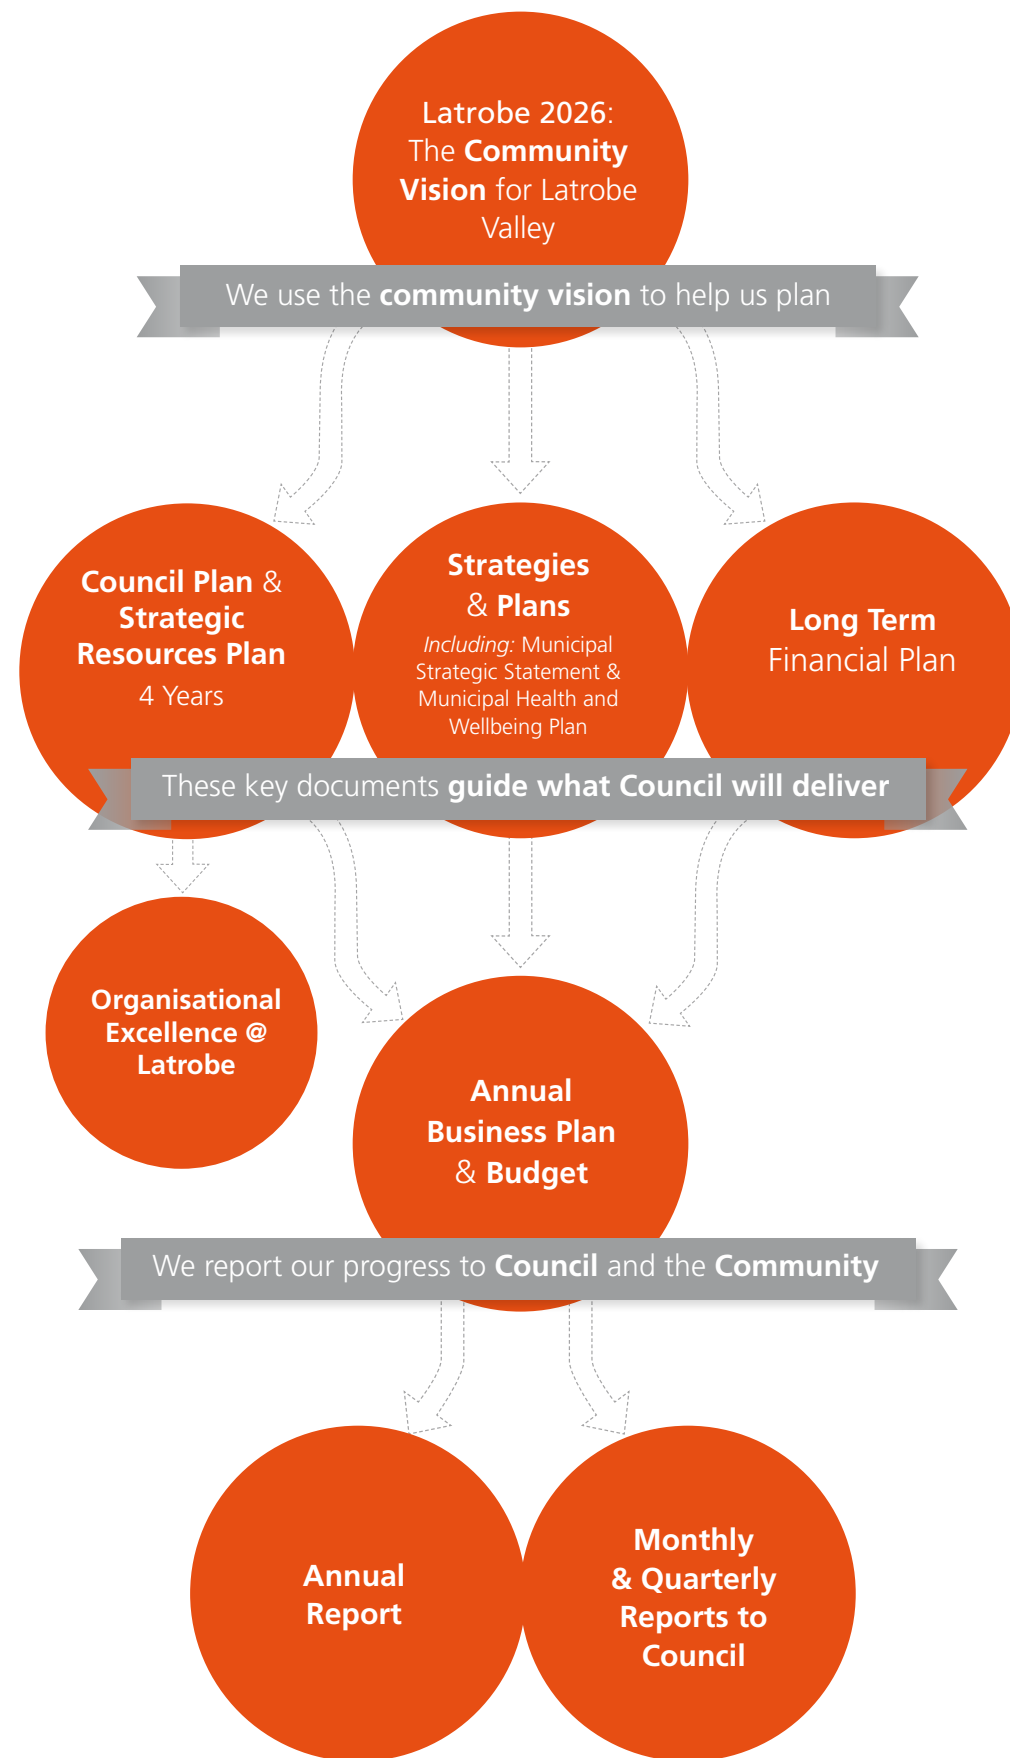 Latrobe 2026:
The Community
Vision for Latrobe
Valley
We use the community vision to help us plan
Council Plan &
Strategic
Resources Plan
4 Years
Strategies
& Plans
Including: Municipal
Strategic Statement &
Municipal Health and
Wellbeing Plan
Long Term
Financial Plan
These key documents guide what Council will deliver
Organisational
Excellence @
Latrobe
Annual
Business Plan
& Budget
We report our progress to Council and the Community
Annual
Report
Monthly
& Quarterly
Reports to
Council